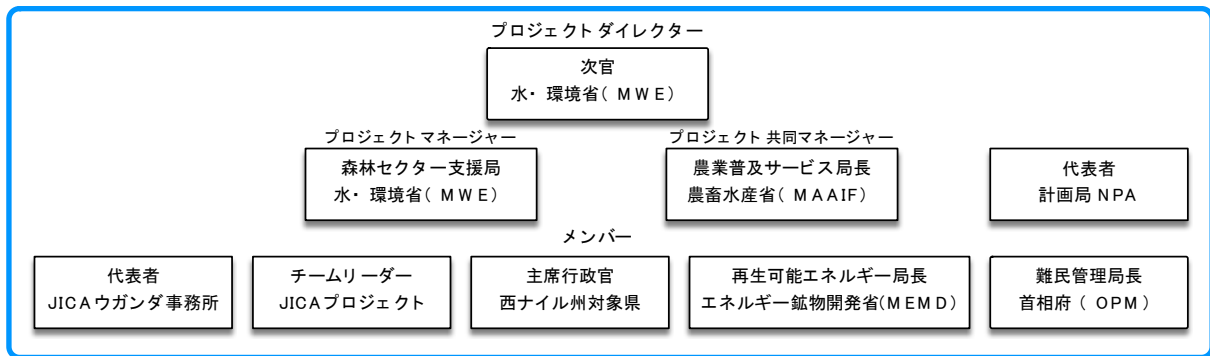 プロジェクトダイレクター
次官
水・環境省(MWE)
プロジェクトマネージャー
森林セクター支援局
水・環境省(MWE)
プロジェクト共同マネージャー
農業普及サービス局長
農畜水産省(MAAIF)
代表者
計画局 NPA
メンバー
代表者
JICAウガンダ事務所
チームリーダー
JICAプロジェクト
主席行政官
西ナイル州対象県
再生可能エネルギー局長
エネルギー鉱物開発省(MEMD)
難民管理局長
首相府(OPM)